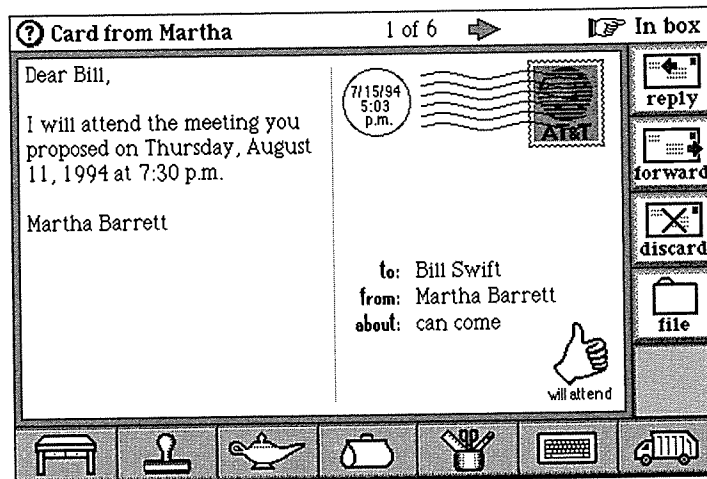 ? Card from Martha
1 of 6
In box
Dear Bill,
I will attend the meeting you
proposed on Thursday, August
11, 1994 at 7:30 p.m.
Martha Barrett
7/15/94
5:03
p.m.
AT&T
to: Bill Swift
from: Martha Barrett
about: can come
will attend
reply
forward
discard
file